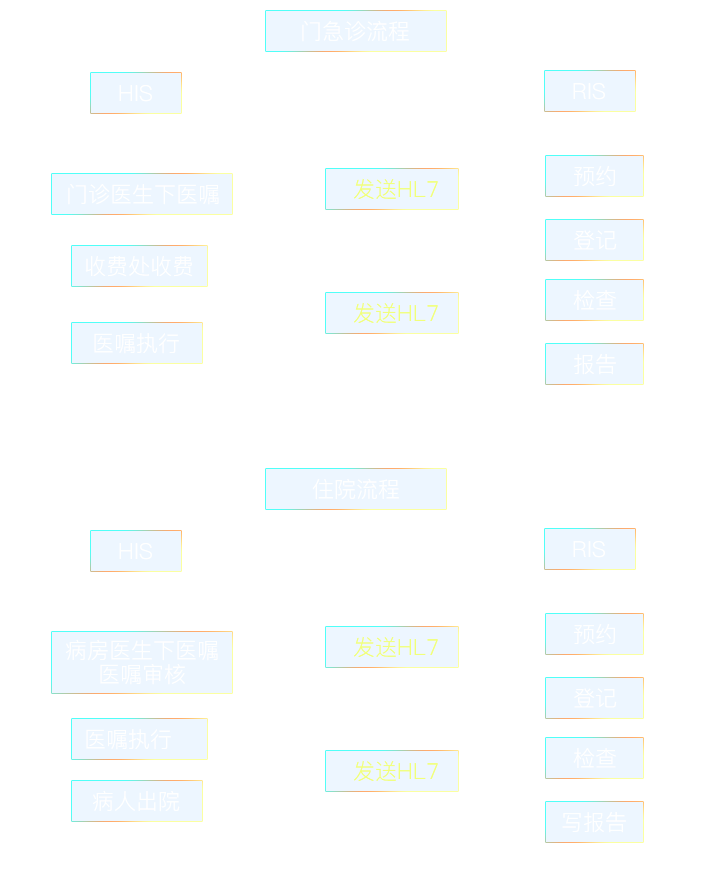 门急诊流程
HIS
RIS
门诊医生下医嘱
发送HL7
预约
收费处收费
登记
发送HL7
检查
医嘱执行
报告
住院流程
HIS
RIS
病房医生下医嘱
医嘱审核
发送HL7
预约
医嘱执行
登记
发送HL7
检查
病人出院
写报告